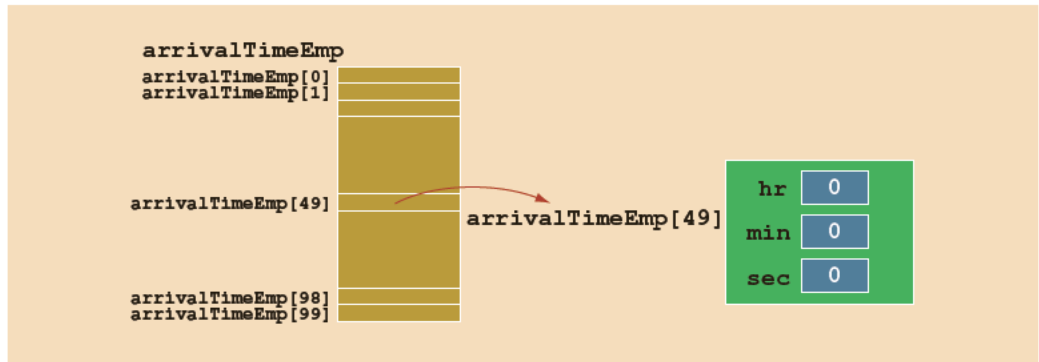 arrivalTimeEmp
arrivalTimeEmp[0]
arrivalTimeEmp[1]
arrivalTimeEmp[49]
arrivalTimeEmp[49]
hr 0
min 0
sec 0
arrivalTimeEmp[98]
arrivalTimeEmp[99]